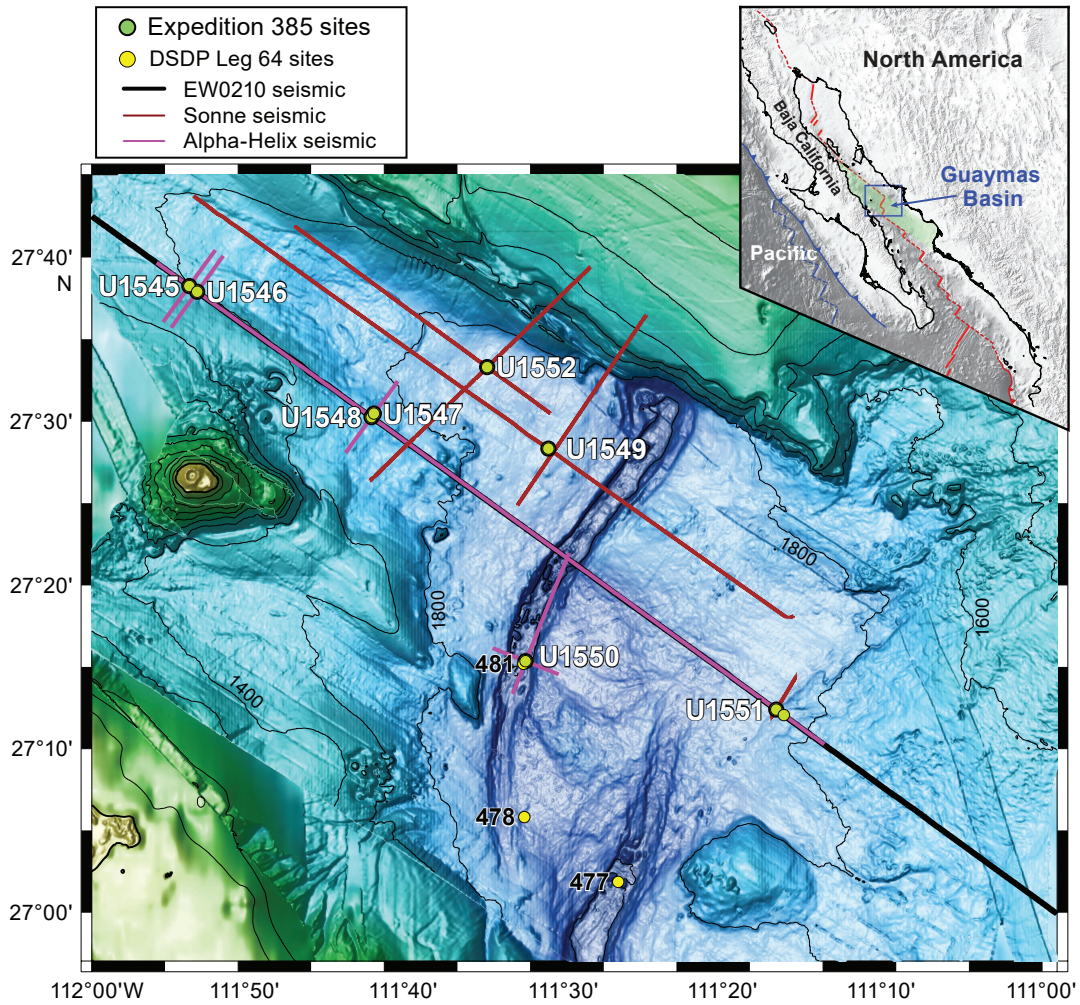 Expedition 385 sites
DSDP Leg 64 sites
EW0210 seismic
Sonne seismic
Alpha-Helix seismic
North America
Baja California
Guaymas
Basin
Pacific
27°40'
N
27°30'
27°20'
27°10'
27°00'
U1545
U1546
U1552
U1548
U1547
U1549
1800
1800
1600
481
U1550
1400
U1551
478
477
112°00'W
111°50'
111°40'
111°30'
111°20'
111°10'
111°00'